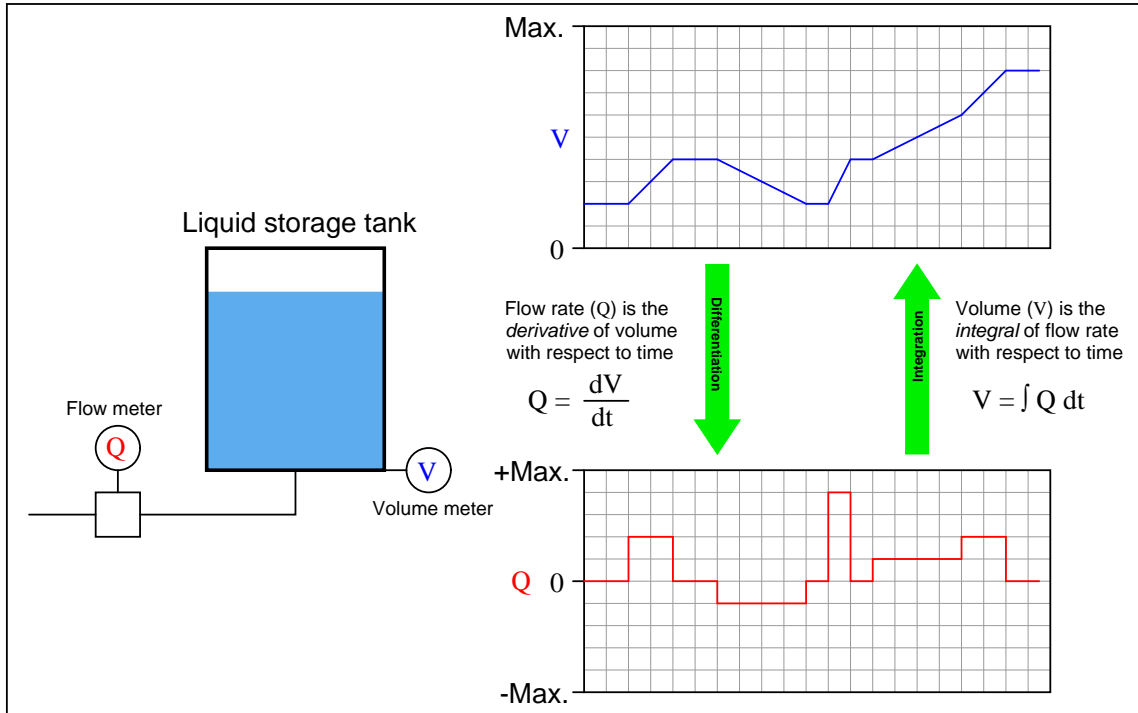 Max.
V
0
Liquid storage tank
Flow meter
Q
V
Volume meter
Flow rate (Q) is the
derivative of volume
with respect to time
Q = dV
dt
Differentiation
Integration
Volume (V) is the
integral of flow rate
with respect to time
V = ∫ Q dt
+Max.
Q 0
-Max.